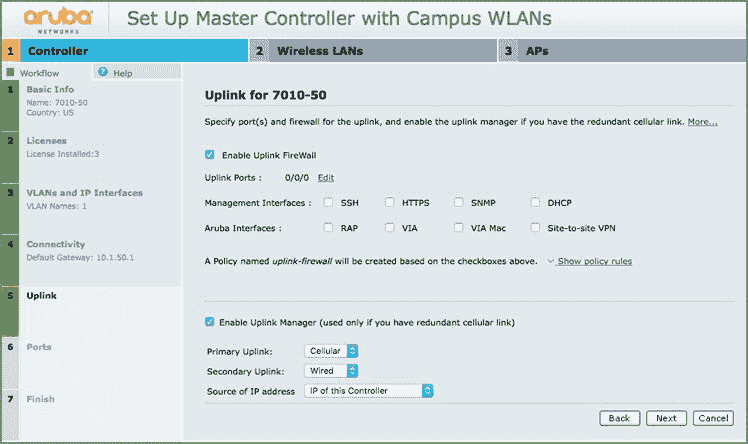 aruba
NETWORKS
Set Up Master Controller with Campus WLANs
1 Controller
2 Wireless LANs
3 APs
Workflow
? Help
1 Basic Info
Name: 7010-50
Country: US
2 Licenses
License Installed:3
3 VLANs and IP Interfaces
VLAN Names: 1
4 Connectivity
Default Gateway: 10.1.50.1
5 Uplink
6 Ports
7 Finish
Uplink for 7010-50
Specify port(s) and firewall for the uplink, and enable the uplink manager if you have the redundant cellular link. More...
Enable Uplink FireWall
Uplink Ports : 0/0/0 Edit
Management Interfaces : SSH HTTPS SNMP DHCP
Aruba Interfaces : RAP VIA VIA Mac Site-to-site VPN
A Policy named uplink-firewall will be created based on the checkboxes above. Show policy rules
Enable Uplink Manager (used only if you have redundant cellular link)
Primary Uplink: Cellular
Secondary Uplink: Wired
Source of IP address IP of this Controller
Back Next Cancel